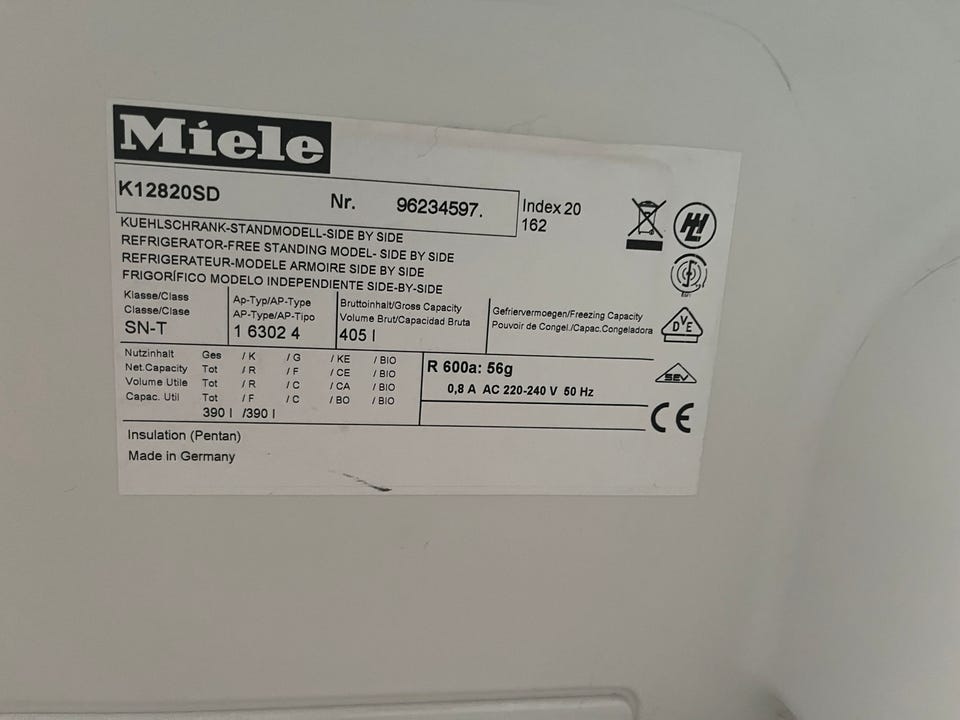 Miele
K12820SD Nr. 96234597. Index 20
162
KUEHLSCHRANK-STANDMODELL-SIDE BY SIDE
REFRIGERATOR-FREE STANDING MODEL- SIDE BY SIDE
REFRIGERATEUR-MODELE ARMOIRE SIDE BY SIDE
FRIGORÍFICO MODELO INDEPENDIENTE SIDE-BY-SIDE
Klasse/Class
Classe/Clase
SN-T
Ap-Typ/AP-Type
AP-Type/AP-Tipo
1 6302 4
Bruttoinhalt/Gross Capacity
Volume Brut/Capacidad Bruta
405 l
Gefriervermoegen/Freezing Capacity
Pouvoir de Congel./Capac.Congeladora
Nutzinhalt Ges / K / G / KE / BIO
Net.Capacity Tot / R / F / CE / BIO
Volume Utile Tot / R / C / CA / BIO
Capac. Util Tot / F / C / BO / BIO
390 l /390 l
R 600a: 56g
0,8 A AC 220-240 V 50 Hz
Insulation (Pentan)
Made in Germany
DVE
SEV
CE